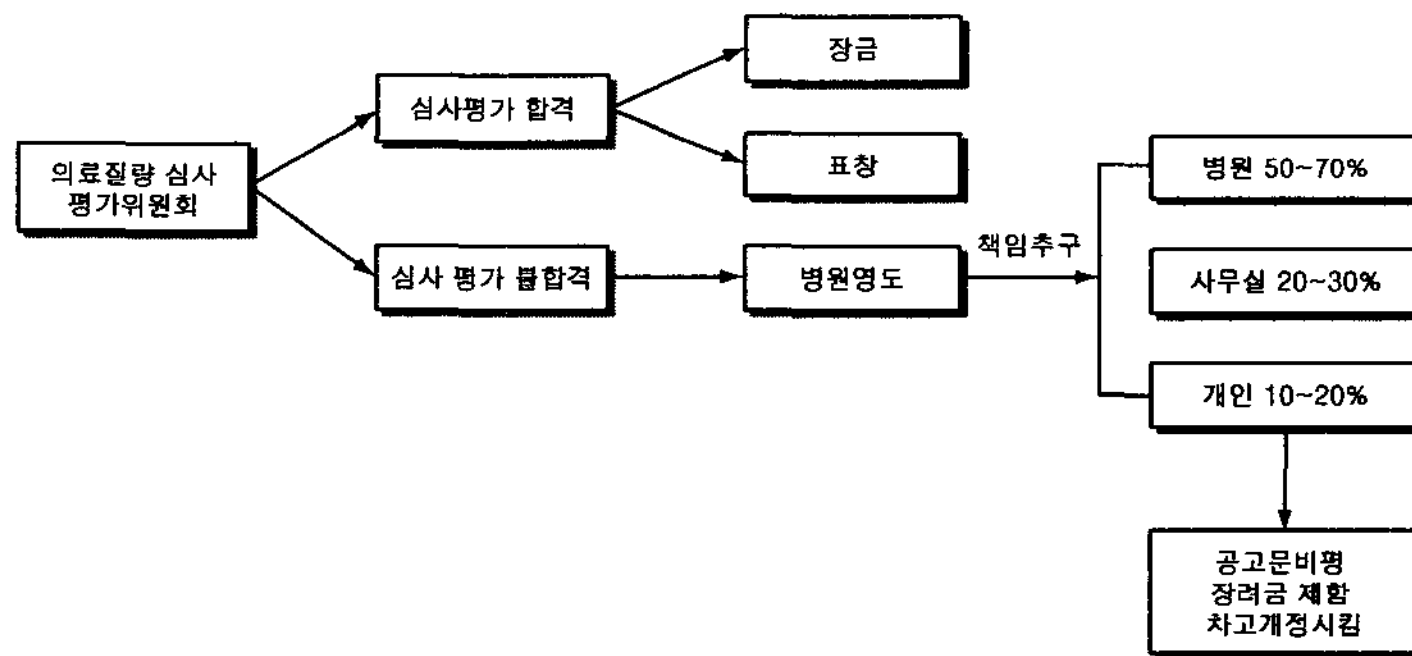 장금
심사평가 합격
의료질량 심사
평가위원회
표창
병원 50~70%
심사 평가 불합격
병원영도
책임추구
사무실 20~30%
개인 10~20%
공고문비평
장려금 제함
차고개정시킴